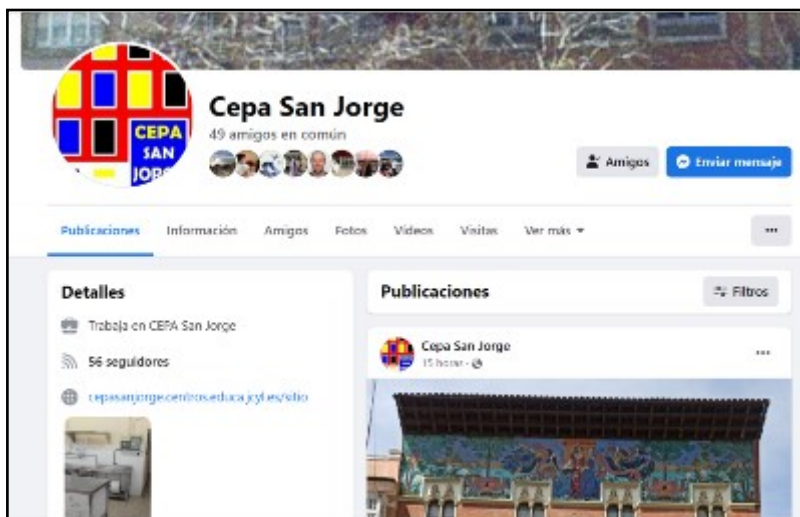 CEPA
SAN
JORGE
Cepa San Jorge
49 amigos en común
Amigos
Enviar mensaje
Publicaciones
Información
Amigos
Fotos
Vídeos
Visitas
Ver más
Detalles
Trabaja en CEPA San Jorge
56 seguidores
cepasanjorge.centros.educa.jcyl.es/sitio
Publicaciones
Filtros
Cepa San Jorge
15 horas